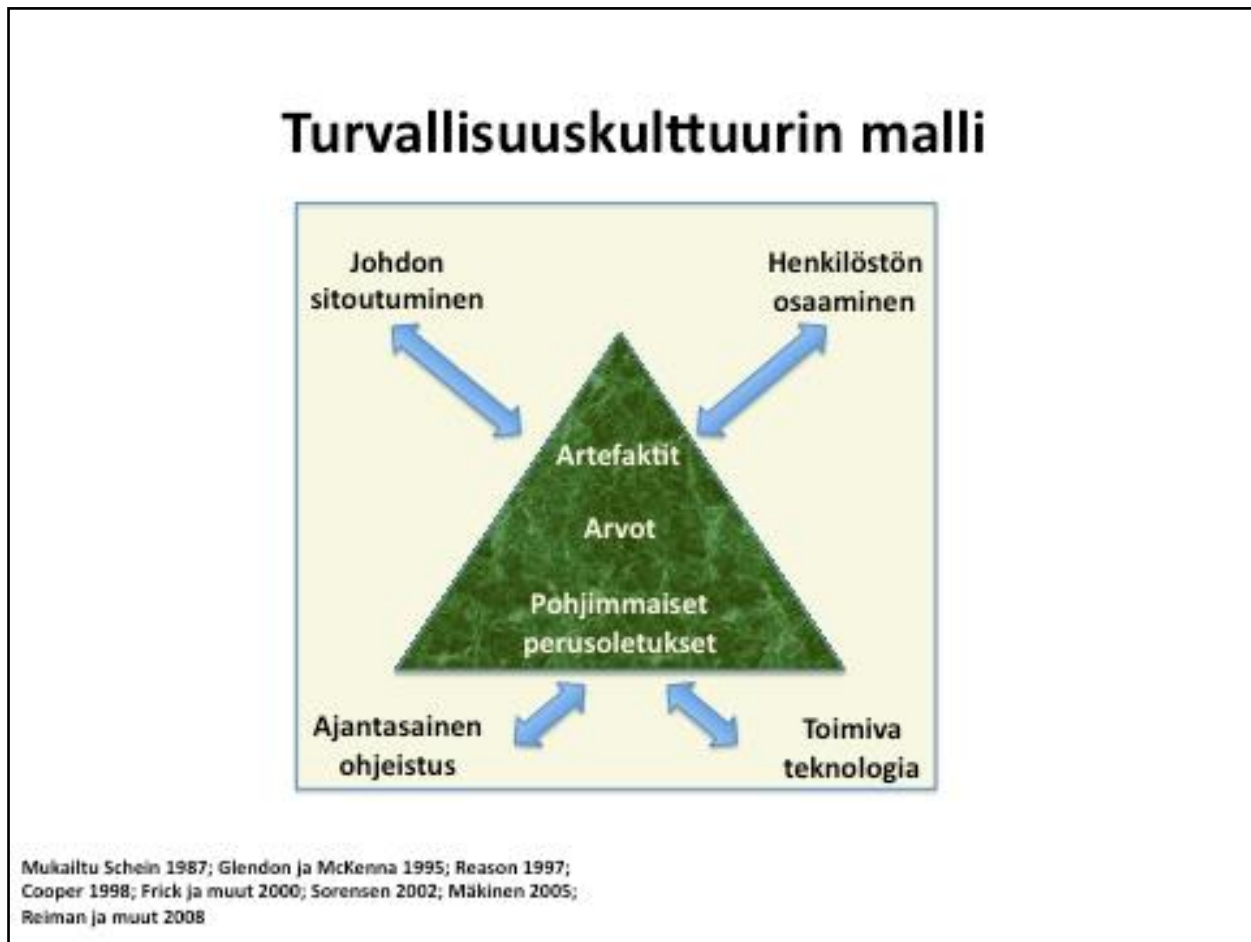 Turvallisuuskulttuurin malli
Johdon
sitoutuminen
Henkilöstön
osaaminen
Artefaktit
Arvot
Pohjimmaiset
perusoletukset
Ajantasainen
ohjeistus
Toimiva
teknologia
Mukailtu Schein 1987; Glendon ja McKenna 1995; Reason 1997;
Cooper 1998; Frick ja muut 2000; Sorensen 2002; Mäkinen 2005;
Reiman ja muut 2008